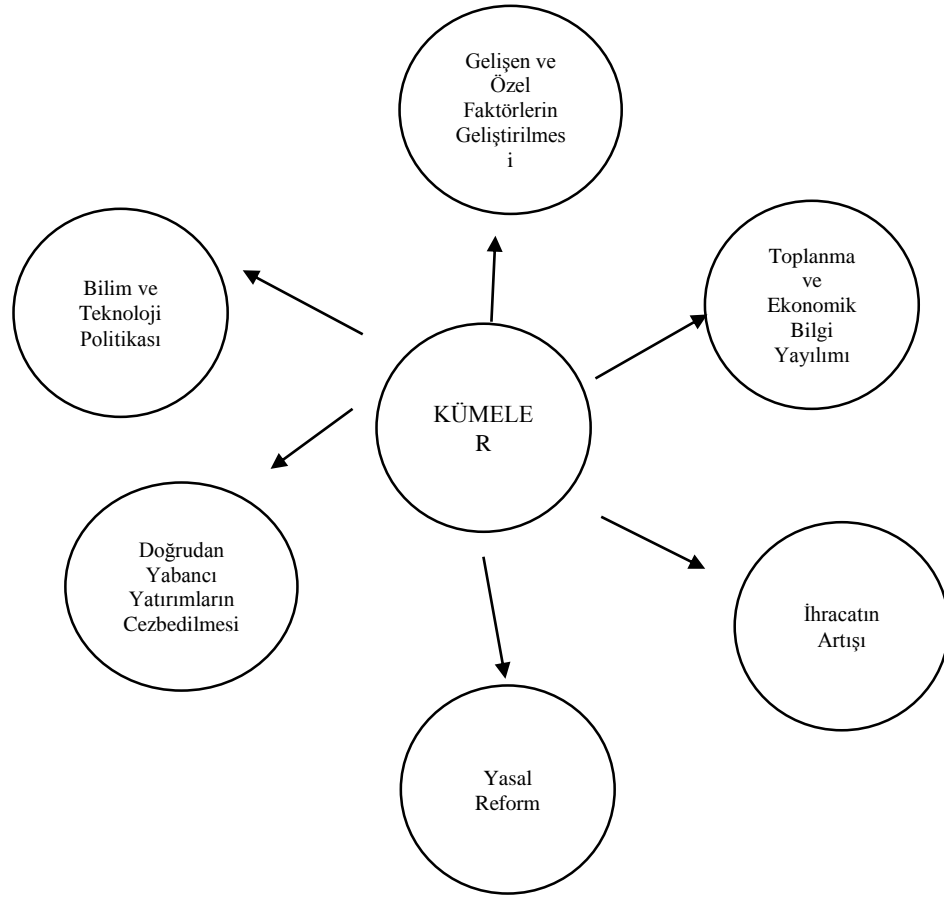 Gelişen ve
Özel
Faktörlerin
Geliştirilmes
i
Toplanma
ve
Ekonomik
Bilgi
Yayılımı
Bilim ve
Teknoloji
Politikası
KÜMELE
R
Doğrudan
Yabancı
Yatırımların
Cezbedilmesi
İhracatın
Artışı
Yasal
Reform